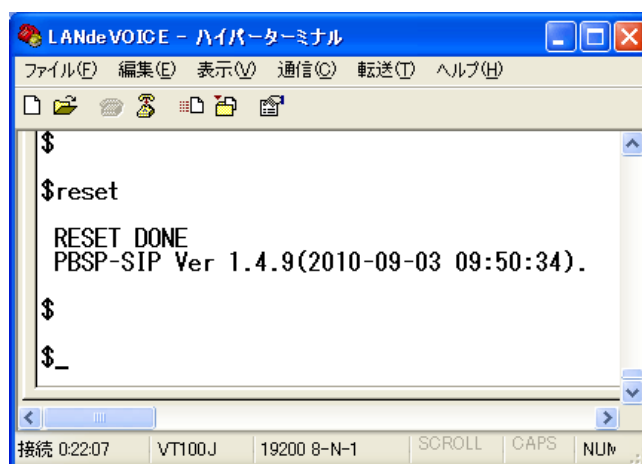 LANdeVOICE - ハイパーターミナル
ファイル(F) 編集(E) 表示(V) 通信(C) 転送(T) ヘルプ(H)
$
$reset
RESET DONE
PBSP-SIP Ver 1.4.9(2010-09-03 09:50:34).
$
$_
接続 0:22:07 VT100J 19200 8-N-1 SCROLL CAPS NUM